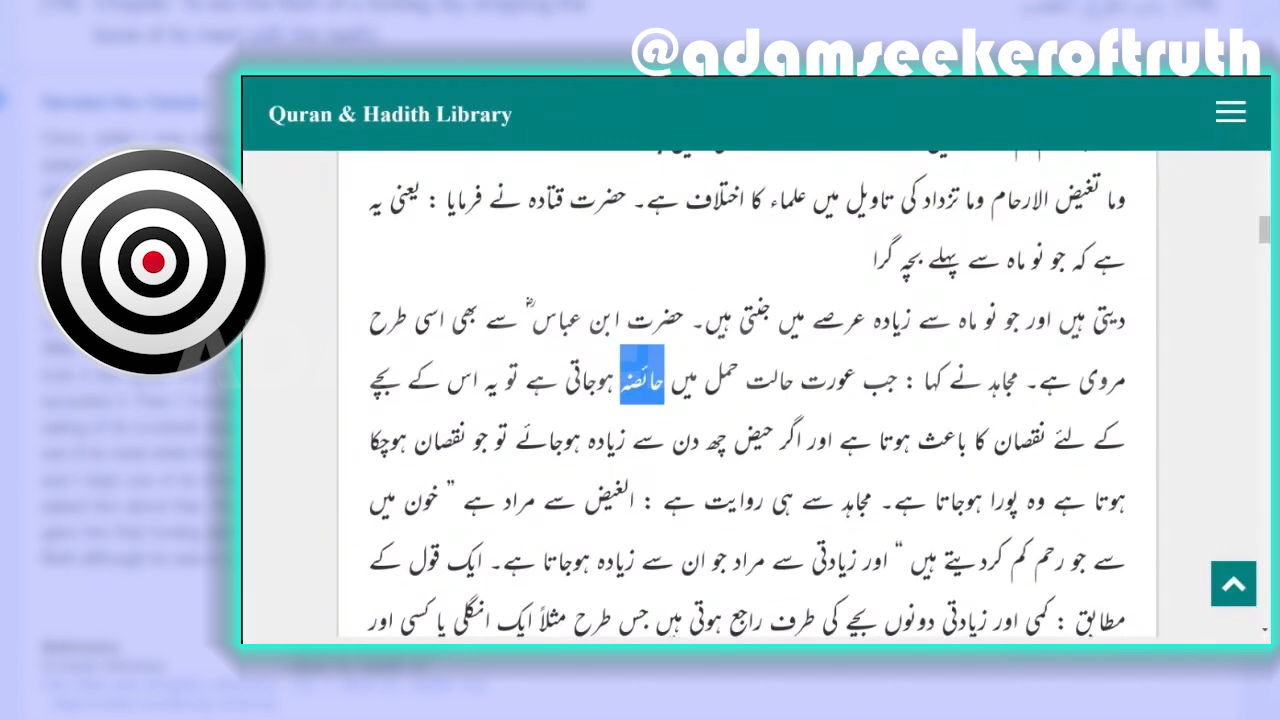 @adamseekeroftruth
Quran & Hadith Library
وما تغیض الارحام وما تزداد کی تاویل میں علماء کا اختلاف ہے۔ حضرت قتادہ نے فرمایا : یعنی یہ
ہے کہ جو نو ماہ سے پہلے بچہ گرا
دیتی ہیں اور جو نو ماہ سے زیادہ عرصے میں جنتی ہیں۔ حضرت ابن عباس ؓ سے بھی اسی طرح
مروی ہے۔ مجاہد نے کہا : جب عورت حالت حمل میں حائضہ ہوجاتی ہے تو یہ اس کے بچے
کے لئے نقصان کا باعث ہوتا ہے اور اگر حیض چھ دن سے زیادہ ہوجائے تو جو نقصان ہوچکا
ہوتا ہے وہ پورا ہوجاتا ہے۔ مجاہد سے ہی روایت ہے : الغیض سے مراد ہے ” خون میں
سے جو رحم کم کردیتے ہیں “ اور زیادتی سے مراد جو ان سے زیادہ ہوجاتا ہے۔ ایک قول کے
مطابق : کمی اور زیادتی دونوں بچے کی طرف راجع ہوتی ہیں جس طرح مثلاً ایک انگلی یا کسی اور